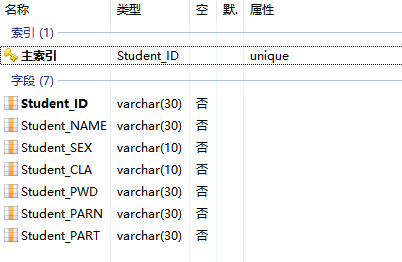 名称 类型 空 默. 属性
索引 (1)
主索引 Student_ID unique
字段 (7)
Student_ID varchar(30) 否
Student_NAME varchar(30) 否
Student_SEX varchar(10) 否
Student_CLA varchar(10) 否
Student_PWD varchar(30) 否
Student_PARN varchar(30) 否
Student_PART varchar(30) 否